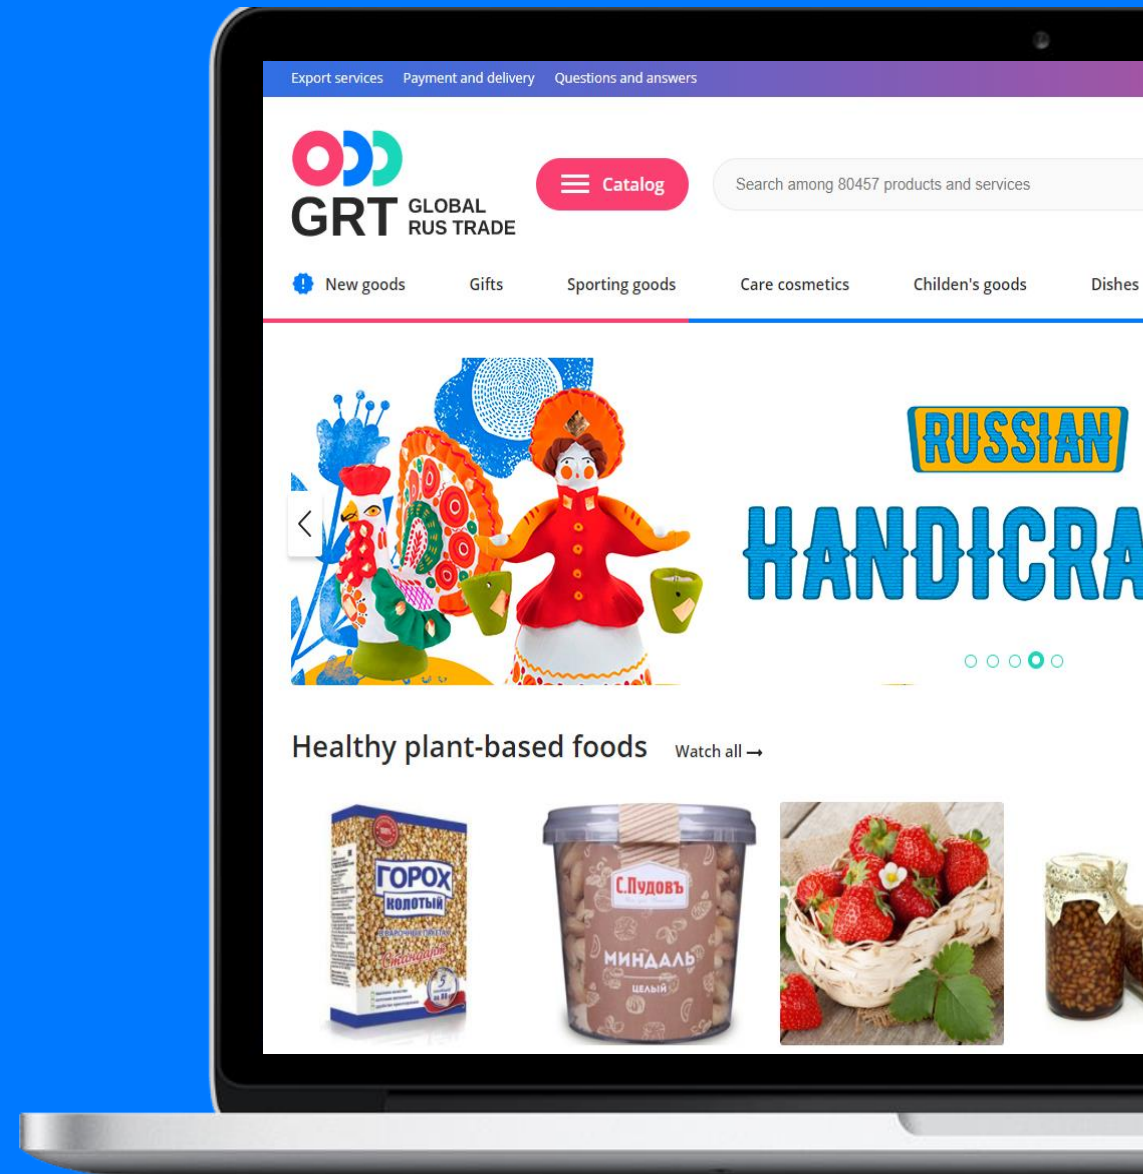 Export services Payment and delivery Questions and answers
GRT GLOBAL
RUS TRADE
Catalog
Search among 80457 products and services
New goods Gifts Sporting goods Care cosmetics Childen's goods Dishes
RUSSIAN
HANDICRA
Healthy plant-based foods Watch all →
ГОРОХ
КОЛОТЫЙ
Стандарт
5
С.Пудовъ
МИНДАЛЬ
ЦЕЛЫЙ